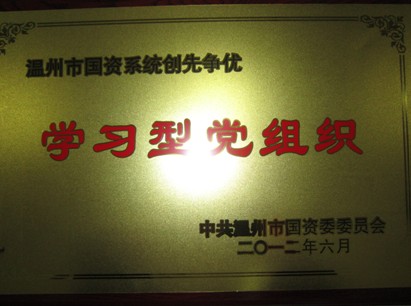 温州市国资系统创先争优
学习型党组织
中共温州市国资委委员会
二〇一二年六月